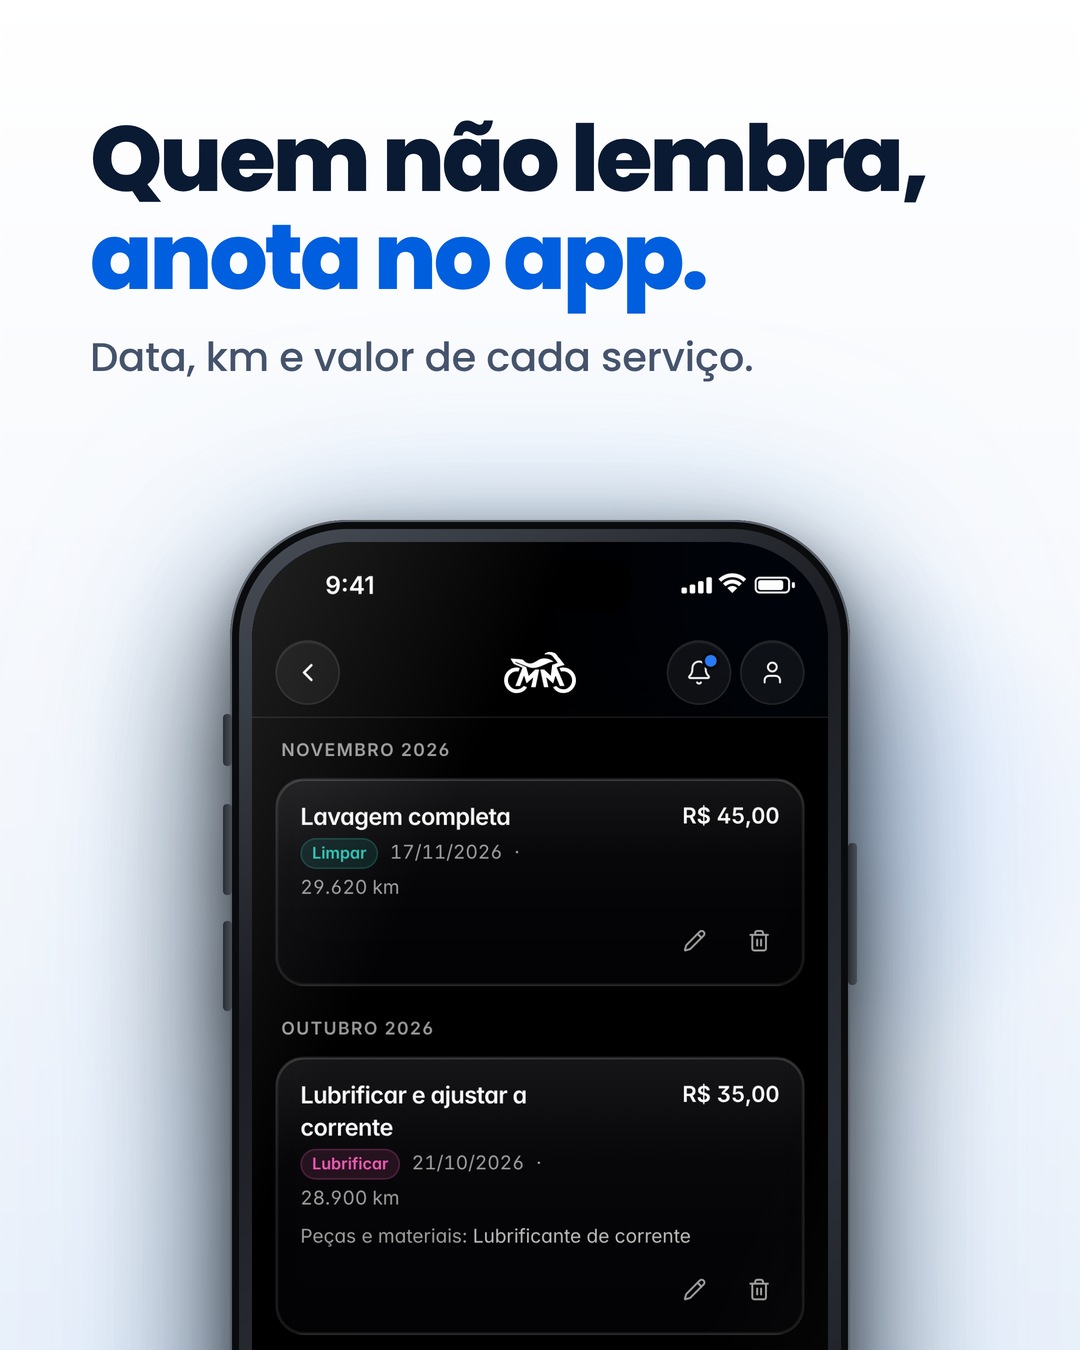 Quem não lembra,
anota no app.
Data, km e valor de cada serviço.
9:41
MM
NOVEMBRO 2026
Lavagem completa R$ 45,00
Limpar 17/11/2026 ·
29.620 km
OUTUBRO 2026
Lubrificar e ajustar a R$ 35,00
corrente
Lubrificar 21/10/2026 ·
28.900 km
Peças e materiais: Lubrificante de corrente